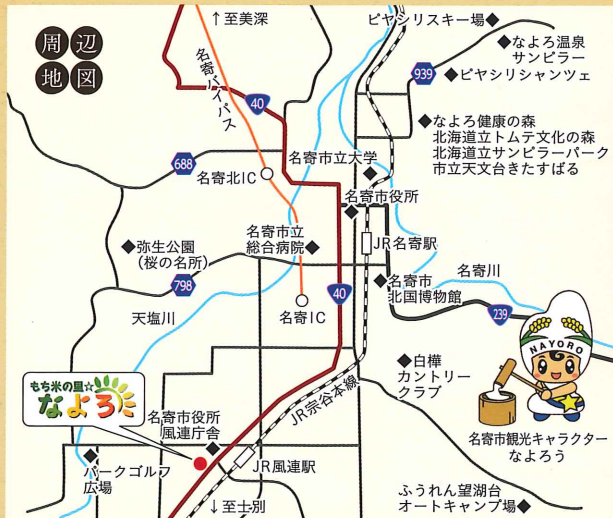 周辺
地図
↑至美深
名寄バイパス
40
ピヤシリスキー場◆
◆なよろ温泉
サンピラー
939
◆ピヤシリシャンツェ
◆なよろ健康の森
北海道立トムテ文化の森
北海道立サンピラーパーク
市立天文台きたすばる
688
名寄北IC
名寄市立大学
◆
名寄市役所
◆
名寄市立
総合病院◆
JR名寄駅
◆弥生公園
（桜の名所）
798
天塩川
名寄IC
40
◆名寄市
北国博物館
名寄川
239
NAYORO
もち米の里☆
なよろ
名寄市役所
風連庁舎
◆
JR宗谷本線
◆白樺
カントリー
クラブ
名寄市観光キャラクター
なよろう
◆
パークゴルフ
広場
JR風連駅
↓至士別
ふうれん望湖台
オートキャンプ場◆